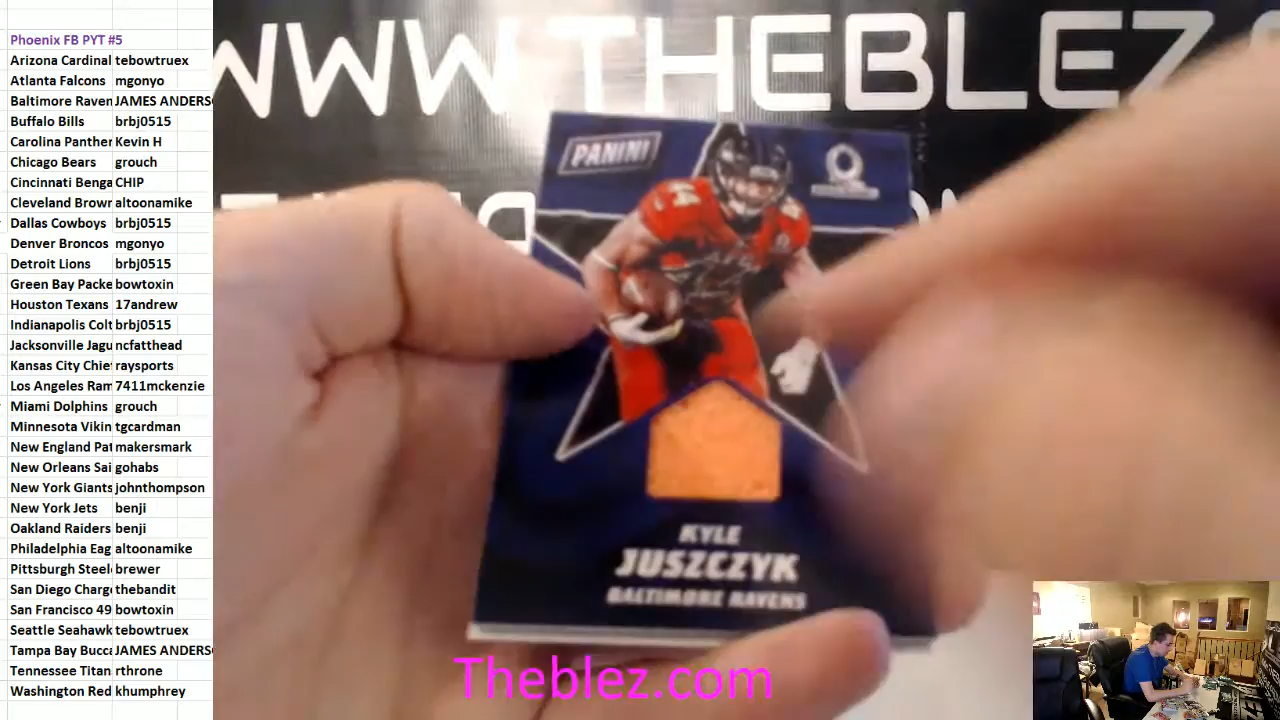 Phoenix FB PYT #5
Arizona Cardinal tebowtruex
Atlanta Falcons mgonyo
Baltimore Raven JAMES ANDERS
Buffalo Bills brbj0515
Carolina Panther Kevin H
Chicago Bears grouch
Cincinnati Benga CHIP
Cleveland Brown altoonamike
Dallas Cowboys brbj0515
Denver Broncos mgonyo
Detroit Lions brbj0515
Green Bay Packe bowtoxin
Houston Texans 17andrew
Indianapolis Colt brbj0515
Jacksonville Jagu ncfatthead
Kansas City Chie raysports
Los Angeles Ram 7411mckenzie
Miami Dolphins grouch
Minnesota Vikin tgcardman
New England Pat makersmark
New Orleans Sai gohabs
New York Giants johnthompson
New York Jets benji
Oakland Raiders benji
Philadelphia Eag altoonamike
Pittsburgh Steel brewer
San Diego Charg thebandit
San Francisco 49 bowtoxin
Seattle Seahawk tebowtruex
Tampa Bay Bucca JAMES ANDERS
Tennessee Titan rthrone
Washington Red khumphrey
WWW.THEBLEZ.
PANINI
44
KYLE
JUSZCZYK
BALTIMORE RAVENS
Theblez.com